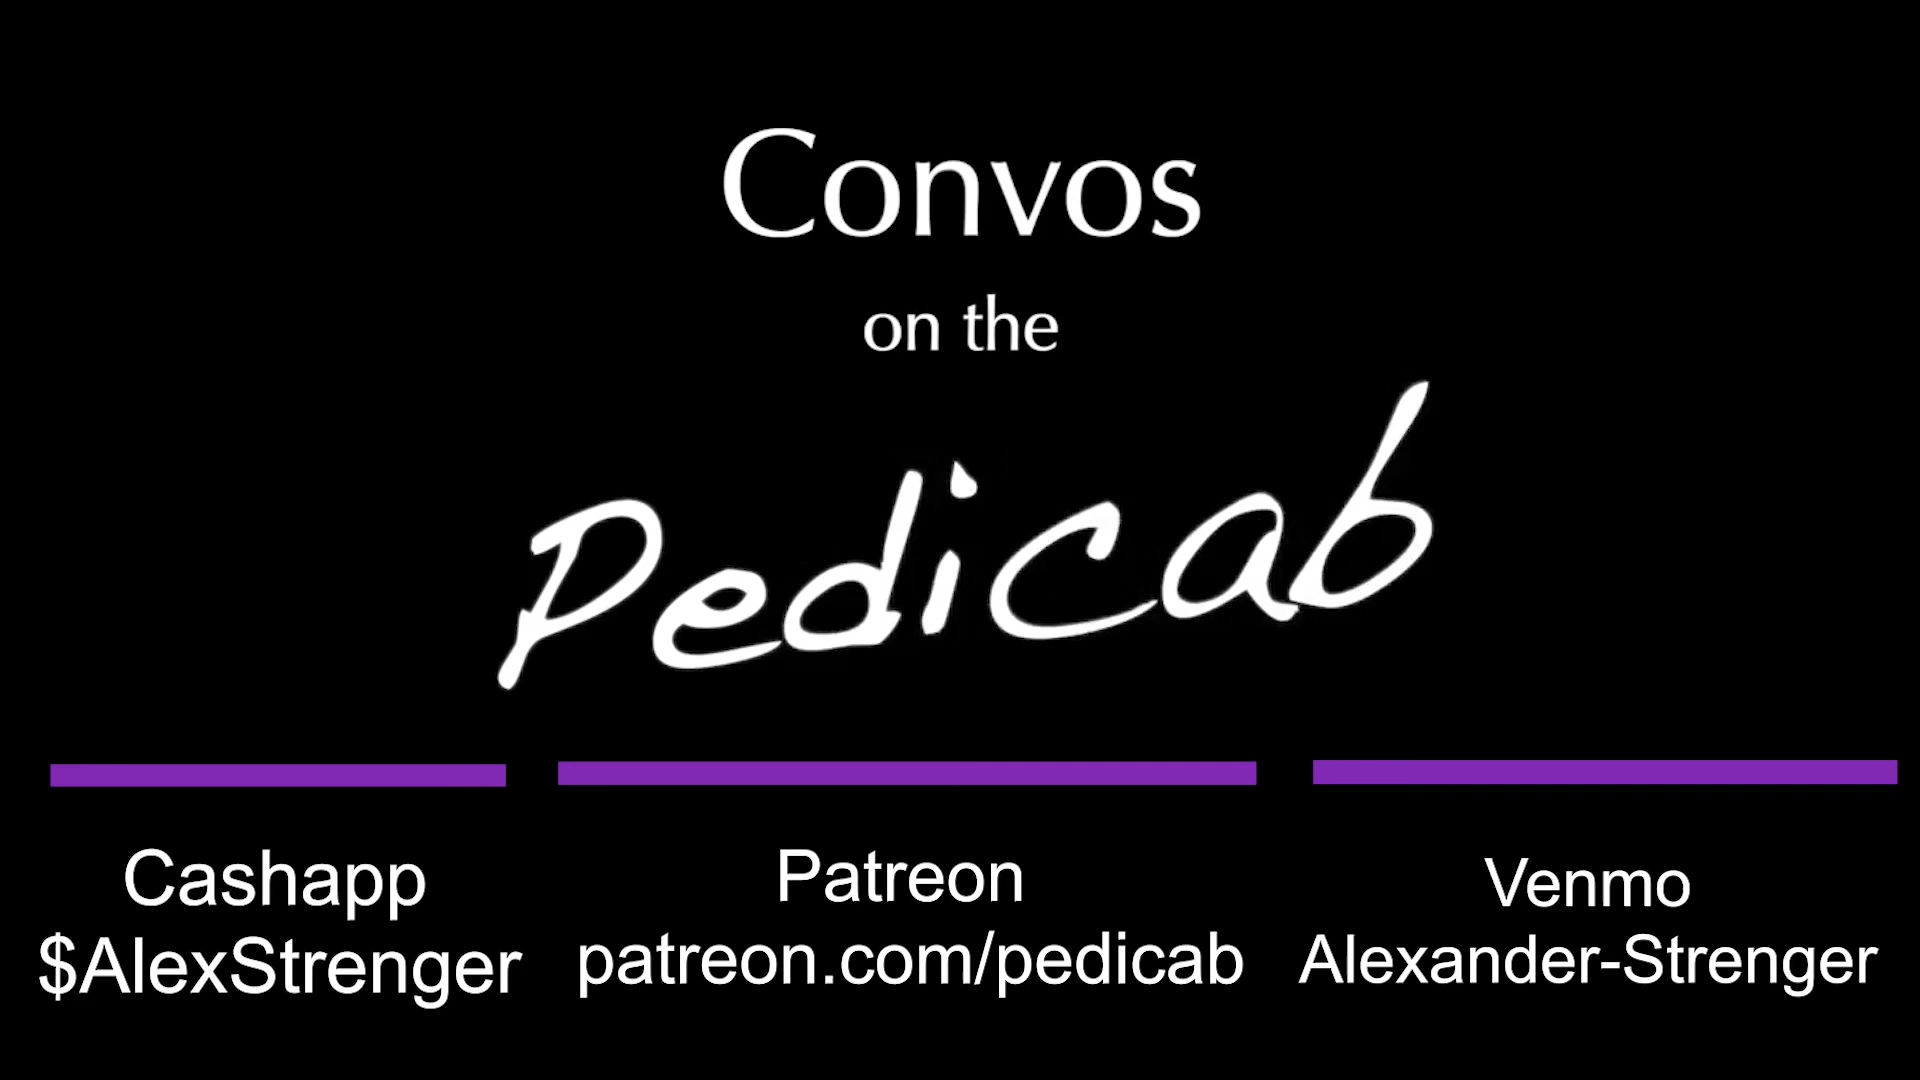 Convos
on the
Pedicab
Cashapp
$AlexStrenger
Patreon
patreon.com/pedicab
Venmo
Alexander-Strenger